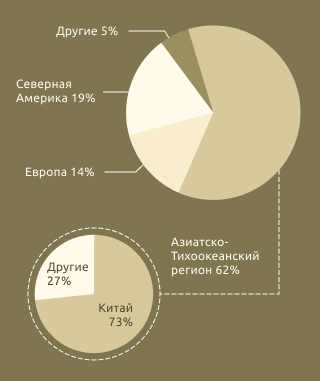 Другие 5%
Северная
Америка 19%
Европа 14%
Азиатско-
Тихоокеанский
регион 62%
Другие
27%
Китай
73%